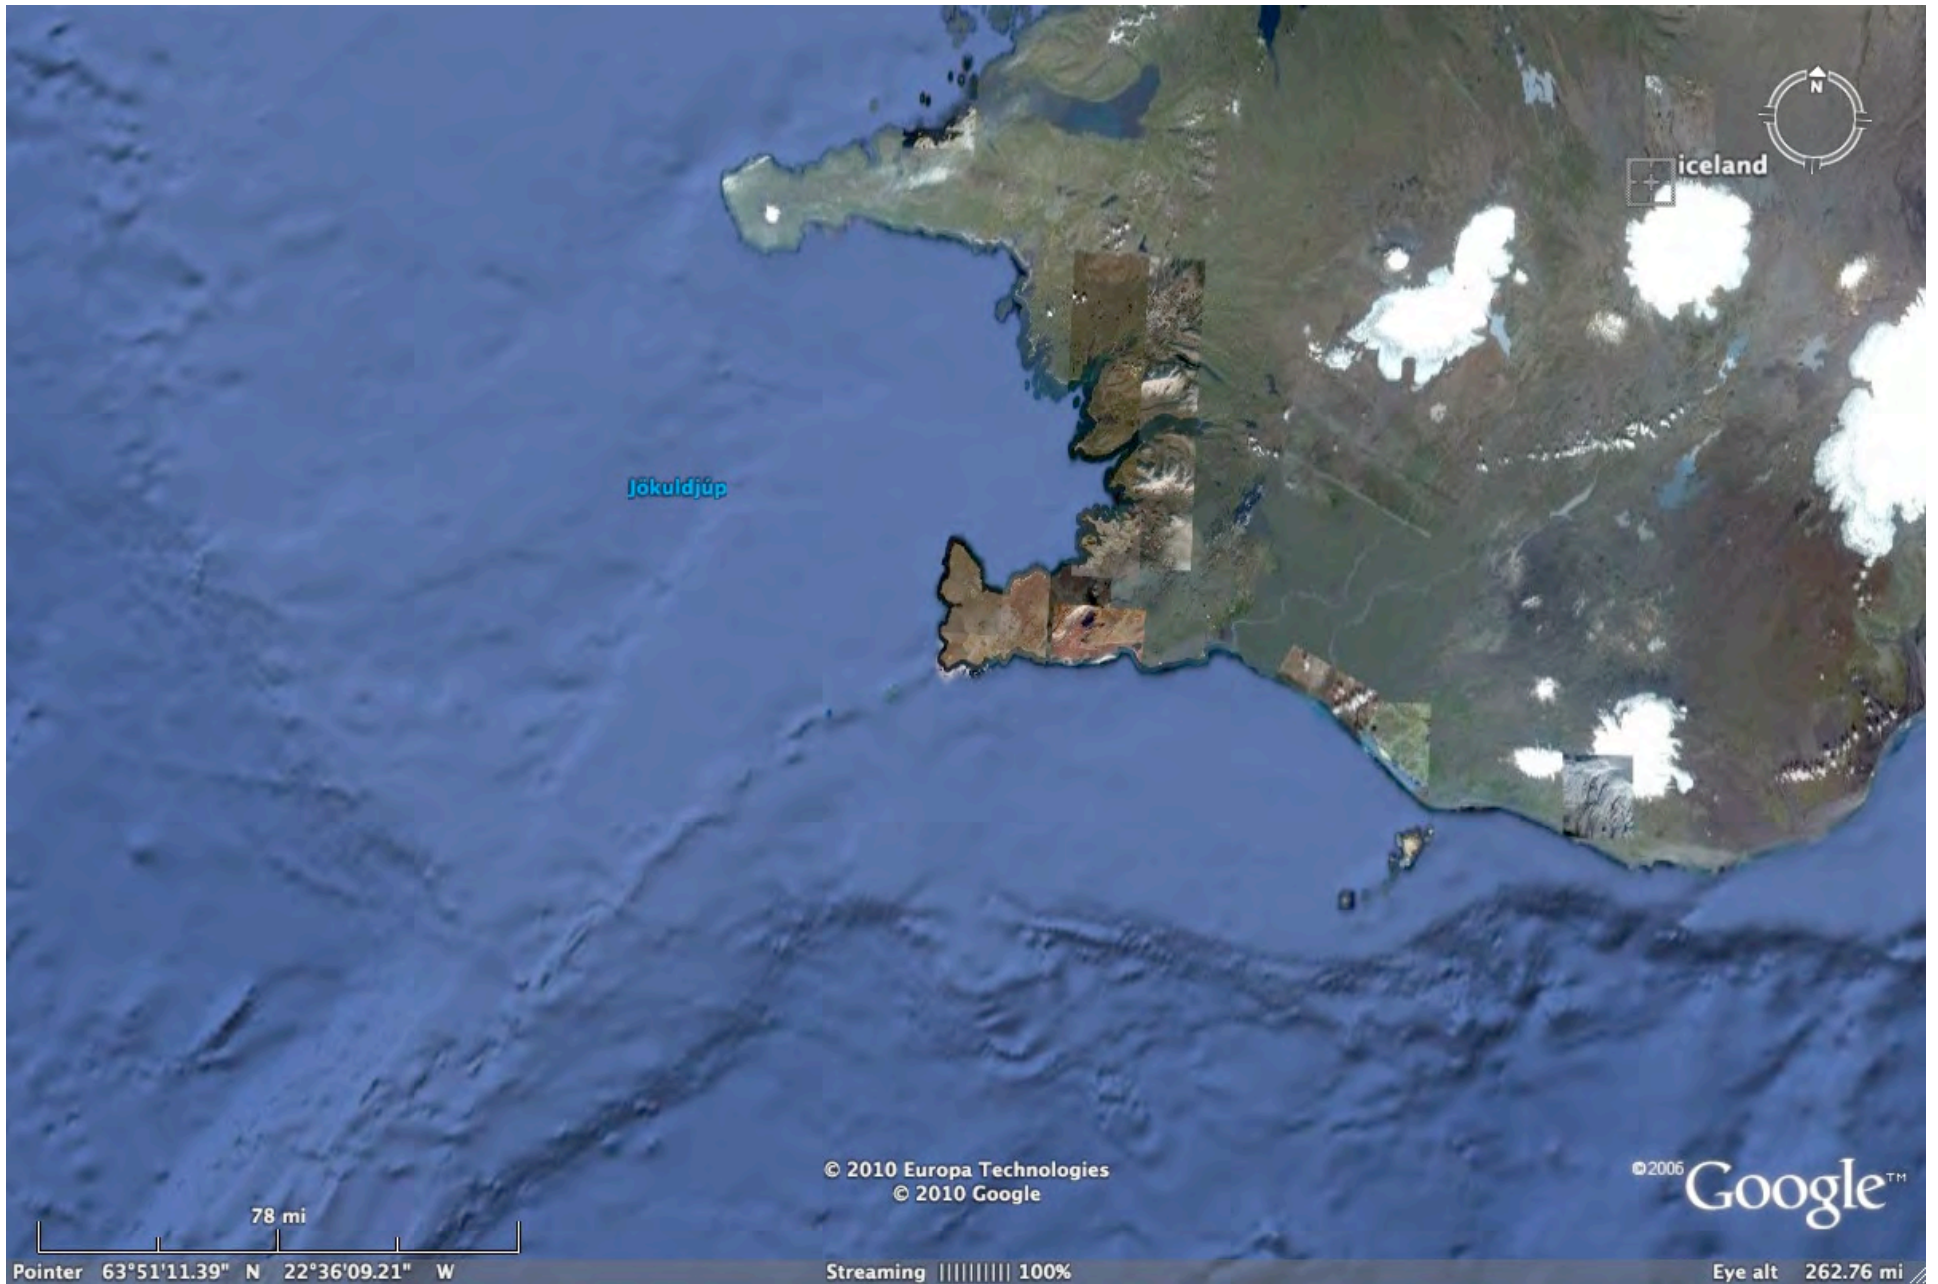 N
iceland
Jökuldjúp
© 2010 Europa Technologies
© 2010 Google
©2006 Google™
78 mi
Pointer 63°51'11.39" N 22°36'09.21" W
Streaming |||||||||| 100%
Eye alt 262.76 mi